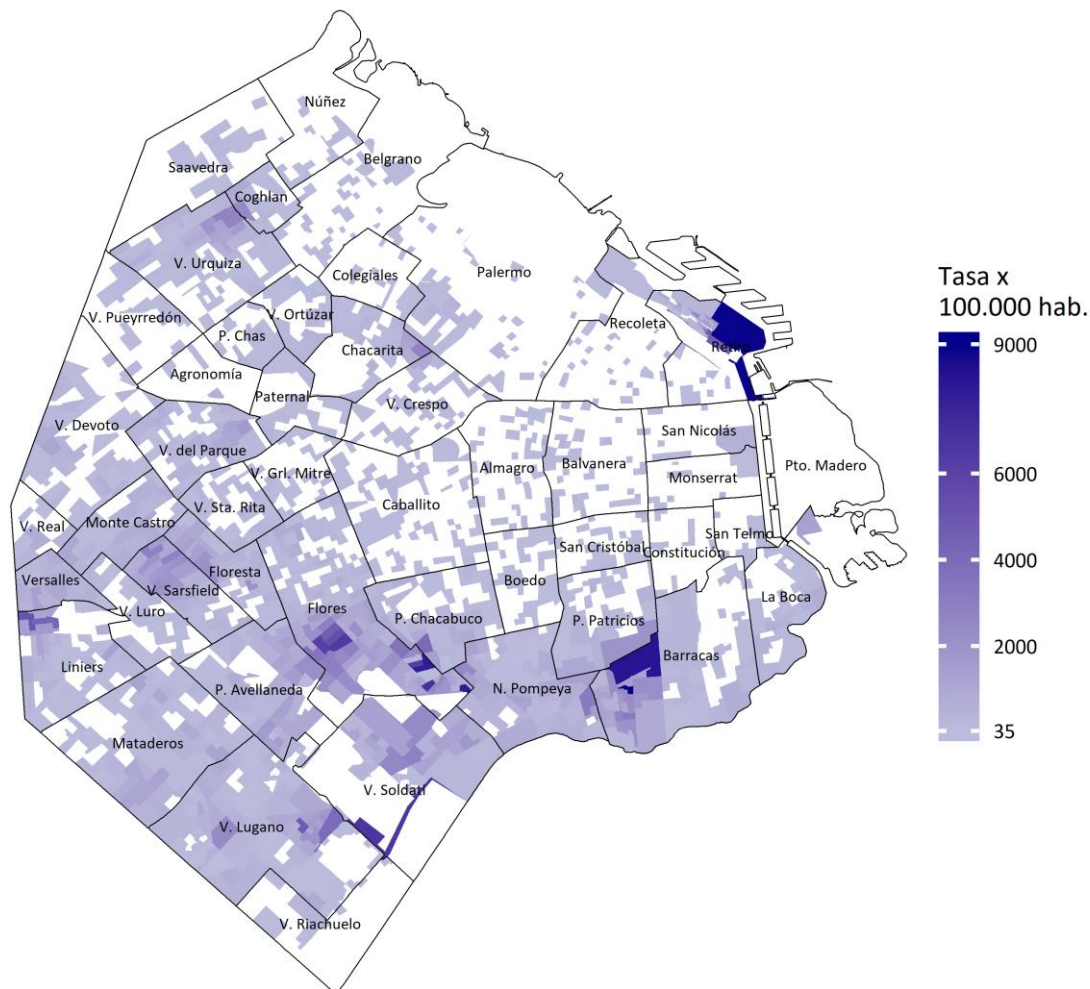 Núñez
Saavedra
Belgrano
Coghlan
V. Urquiza
Colegiales
Palermo
V. Pueyrredón
V. Ortúzar
P. Chas
Recoleta
Retiro
Chacarita
Agronomía
Paternal
V. Crespo
V. Devoto
San Nicolás
V. del Parque
Almagro
Balvanera
Pto. Madero
V. Grl. Mitre
Monserrat
Caballito
V. Real
Monte Castro
V. Sta. Rita
San Telmo
San Cristóbal
Constitución
Versalles
Floresta
V. Sarsfield
Boedo
La Boca
V. Luro
Flores
P. Chacabuco
P. Patricios
Liniers
Barracas
P. Avellaneda
N. Pompeya
Mataderos
V. Soldati
V. Lugano
V. Riachuelo
Tasa x
100.000 hab.
9000
6000
4000
2000
35